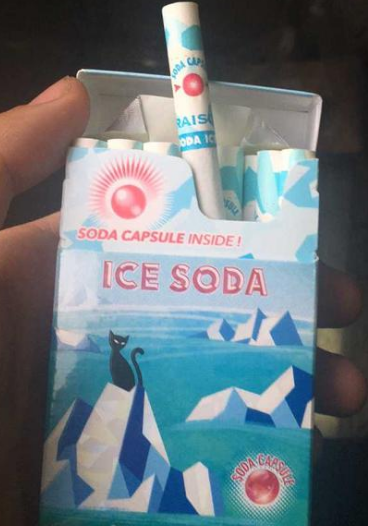 SODA CAPS
RAISO
ODA IC
SODA CAPSULE INSIDE!
ICE SODA
SODA CAPSULE